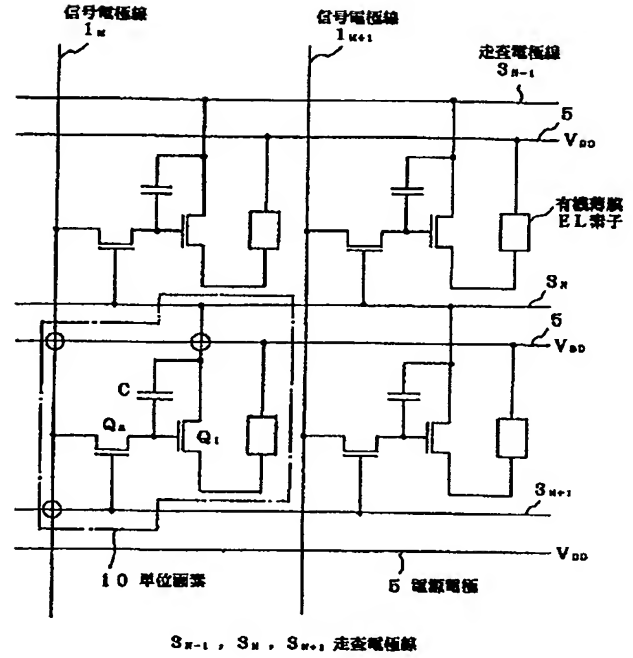 信号電極線
1M
信号電極線
1M+1
走査電極線
SN-1
5
VDD
有機薄膜
EL素子
SN
5
VDD
C
Q2
Q1
SN+1
VDD
10 単位画素
5 電源電極
SN-1 , SN , SN+1 走査電極線